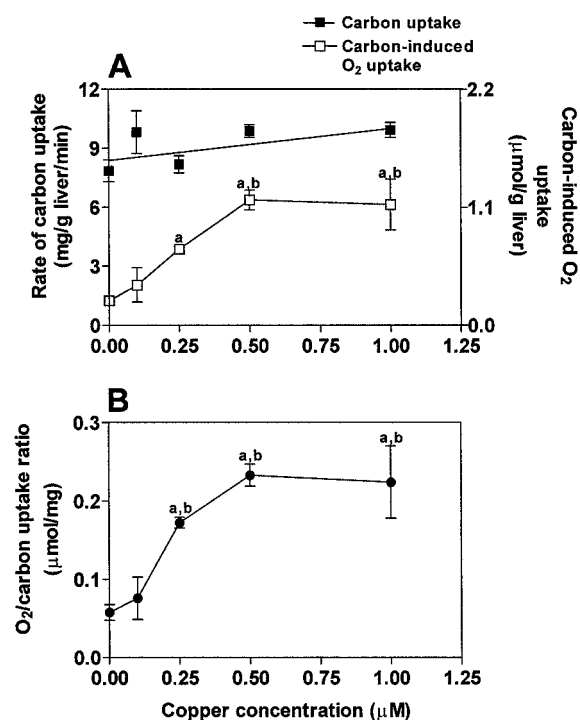 Carbon uptake
Carbon-induced
O₂ uptake
A
12
9
6
3
0
Rate of carbon uptake
(mg/g liver/min)
a
a,b
a,b
2.2
1.1
0.0
Carbon-induced O₂
uptake
(μmol/g liver)
0.00 0.25 0.50 0.75 1.00 1.25
B
0.3
0.2
0.1
0.0
O₂/carbon uptake ratio
(μmol/mg)
a,b
a,b
a,b
0.00 0.25 0.50 0.75 1.00 1.25
Copper concentration (μM)